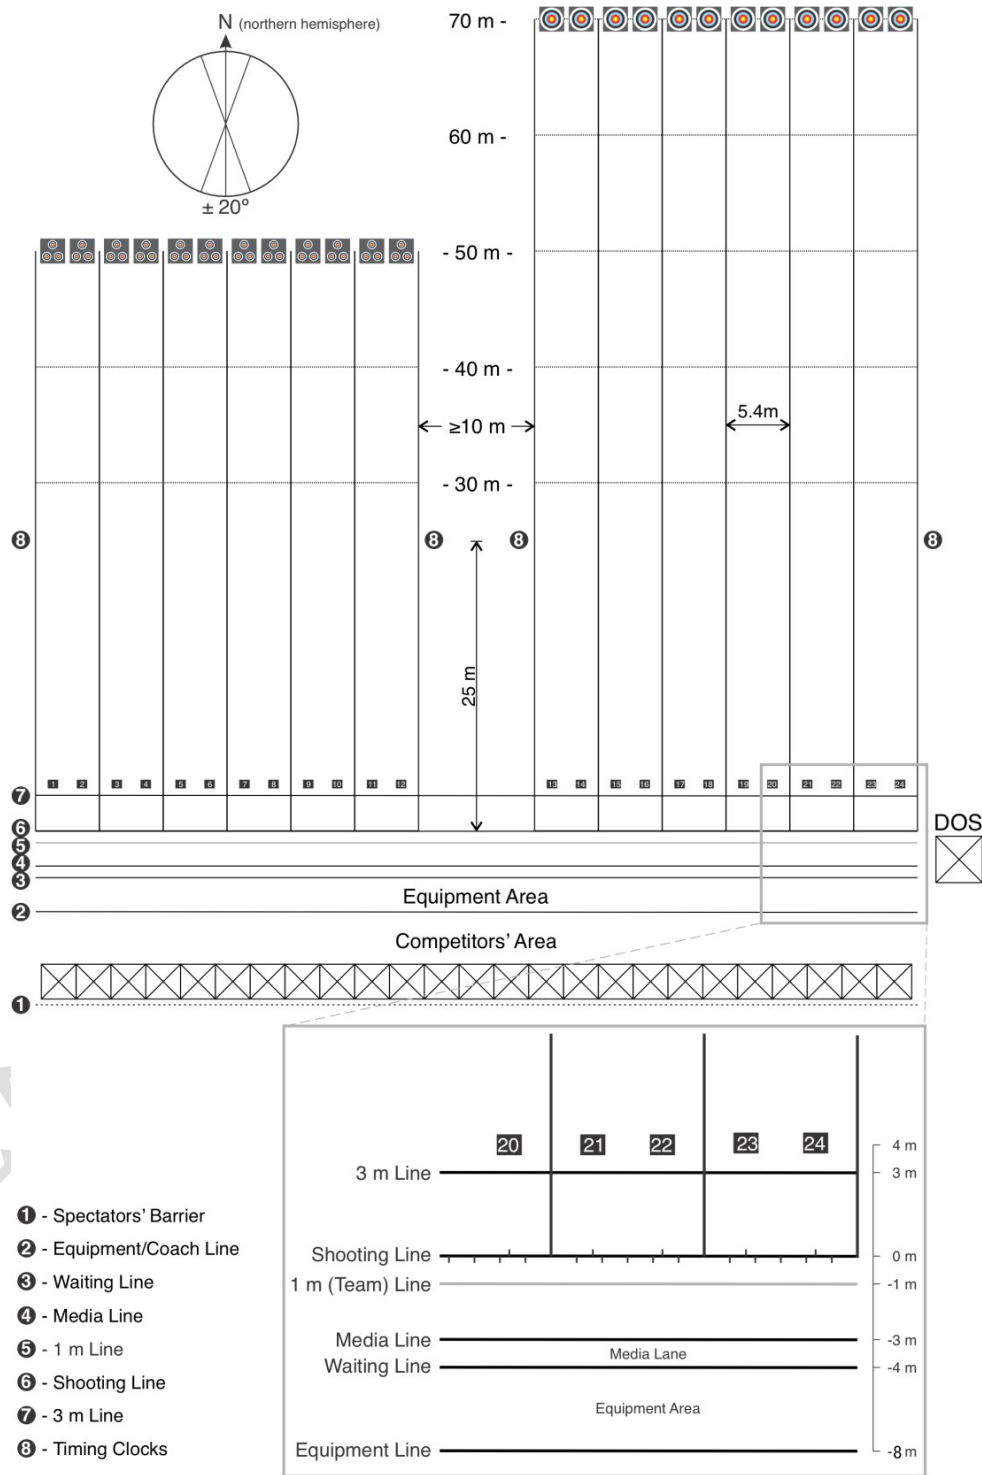 N (northern hemisphere)
± 20º
70 m -
60 m -
- 50 m -
- 40 m -
≥10 m
5.4m
- 30 m -
8 8 8 8
25 m
1 2 3 4 5 6 7 8 9 10 11 12 13 14 15 16 17 18 19 20 21 22 23 24
7
6
5
4
3
DOS
Equipment Area
2
Competitors' Area
1
20 21 22 23 24
4 m
3 m Line 3 m
Shooting Line 0 m
1 m (Team) Line -1 m
Media Line -3 m
Media Lane
Waiting Line -4 m
Equipment Area
Equipment Line -8 m
1 - Spectators' Barrier
2 - Equipment/Coach Line
3 - Waiting Line
4 - Media Line
5 - 1 m Line
6 - Shooting Line
7 - 3 m Line
8 - Timing Clocks